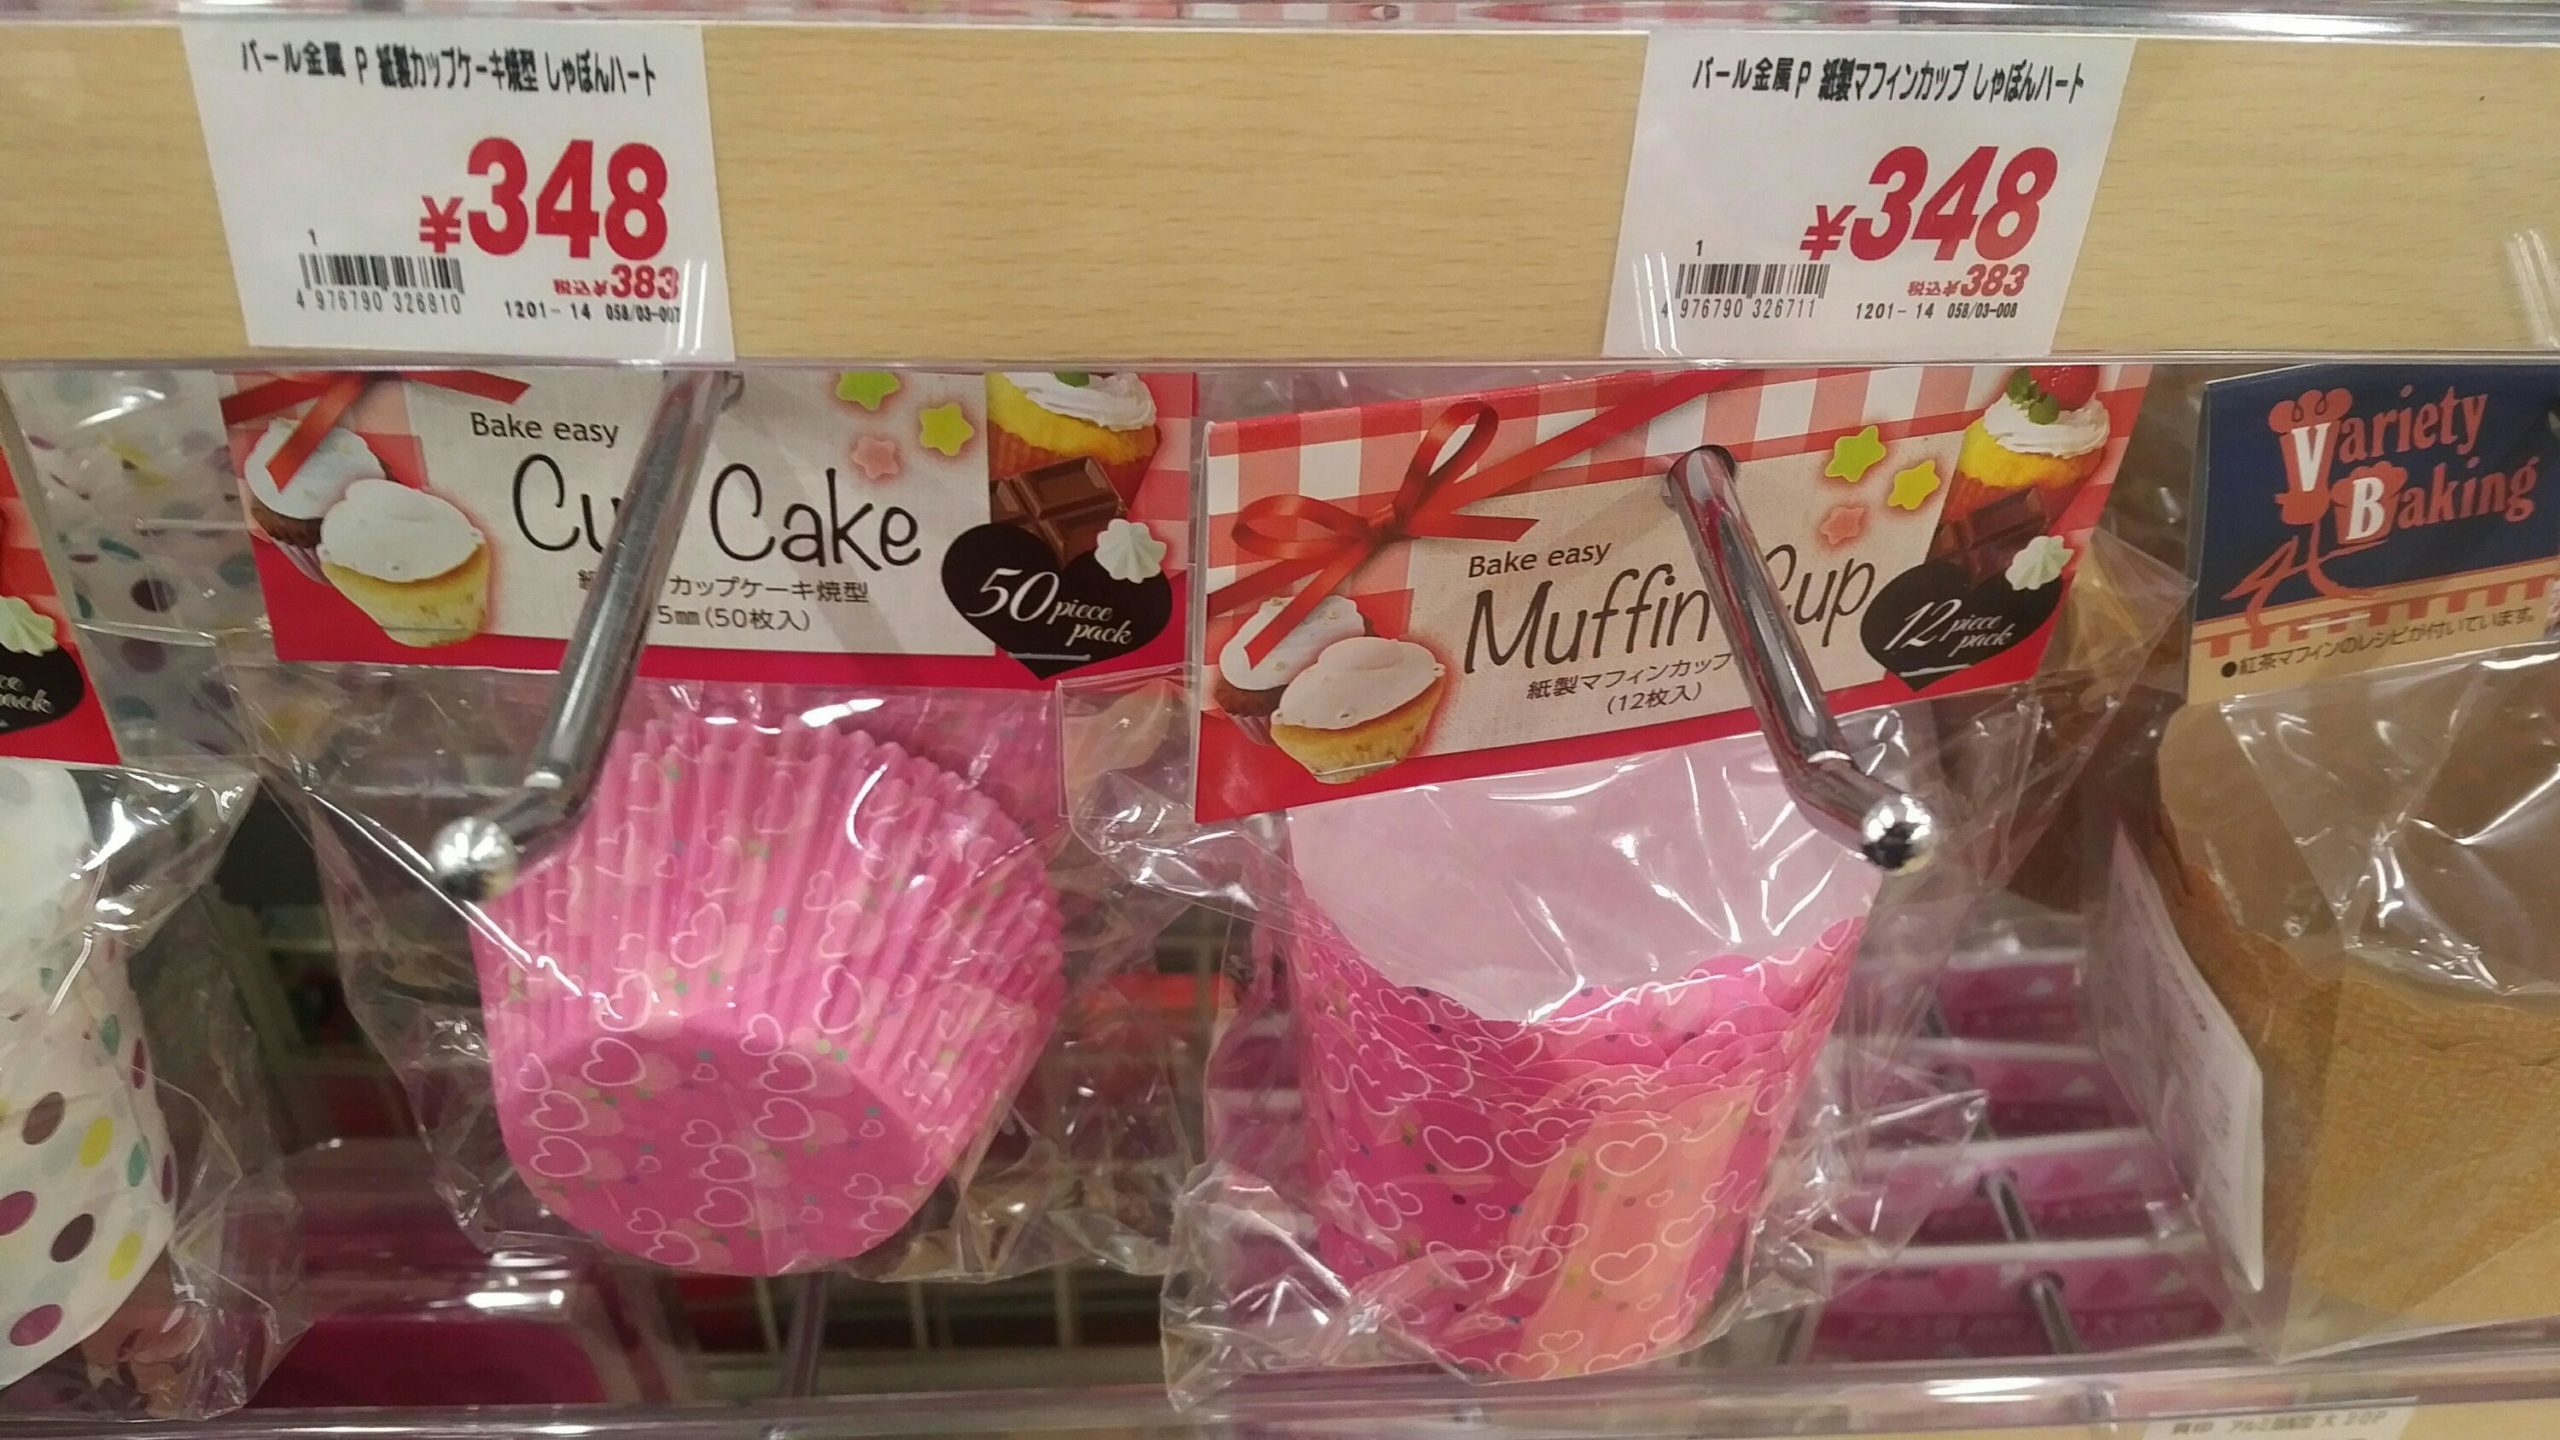 パール金属 P 紙製カップケーキ焼型 しゃぼんハート
¥348
税込¥383
1
4 976790 326810
1201-14 058/03-007
パール金属P 紙製マフィンカップ しゃぼんハート
¥348
税込¥383
1
4 976790 326711
1201-14 058/03-008
Bake easy
Cake
カップケーキ焼型
5mm(50枚入)
50 piece
pack
Bake easy
Muffin Cup
紙製マフィンカップ
(12枚入)
12 piece
pack
Variety
Baking
●紅茶マフィンのレシピが付いています。
pack